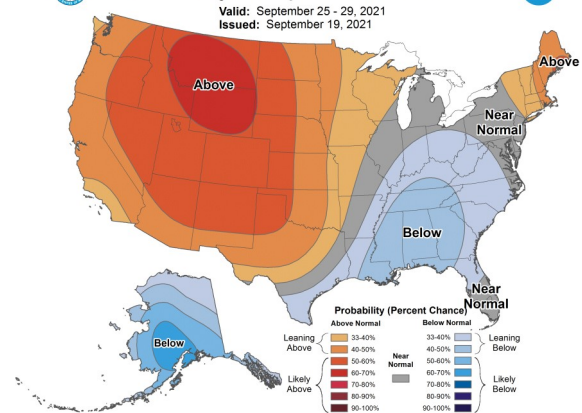 Valid: September 25 - 29, 2021
Issued: September 19, 2021
Above
Above
Near
Normal
Below
Near
Normal
Below
Probability (Percent Chance)
Above Normal
Below Normal
Leaning
Above
33-40%
40-50%
Likely
Above
50-60%
60-70%
70-80%
80-90%
90-100%
Near
Normal
33-40%
40-50%
Leaning
Below
50-60%
60-70%
70-80%
80-90%
90-100%
Likely
Below